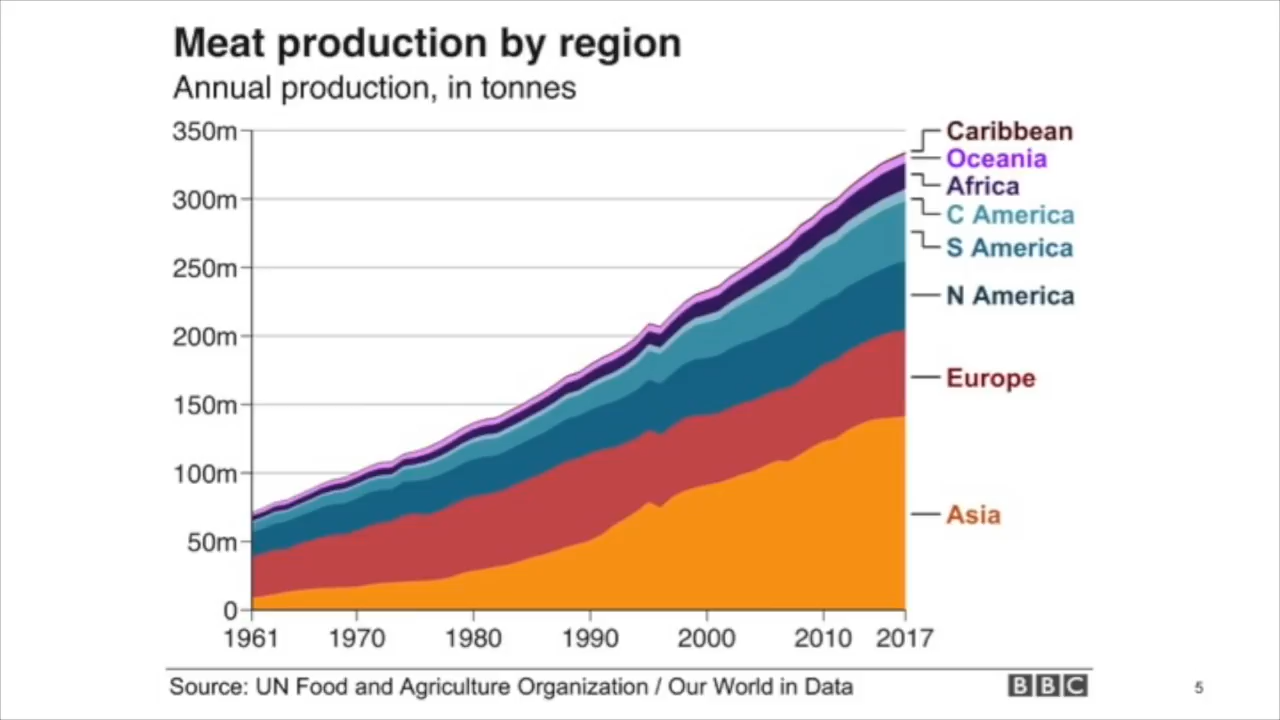 Meat production by region
Annual production, in tonnes
350m
300m
250m
200m
150m
100m
50m
0
1961 1970 1980 1990 2000 2010 2017
Caribbean
Oceania
Africa
C America
S America
N America
Europe
Asia
Source: UN Food and Agriculture Organization / Our World in Data
BBC
5